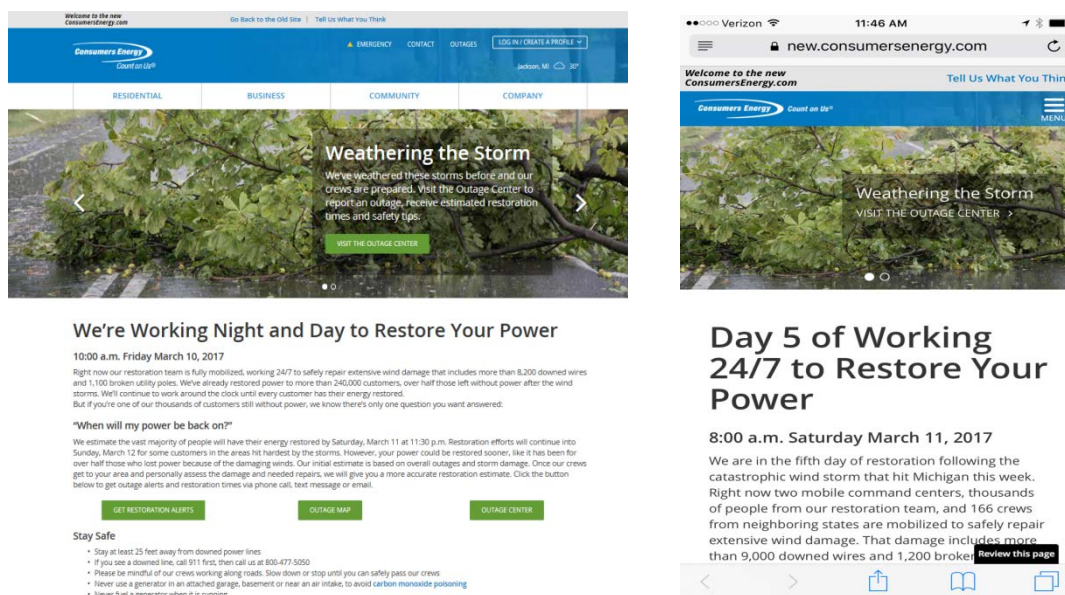 Welcome to the new
ConsumersEnergy.com
Go Back to the Old Site | Tell Us What You Think
Consumers Energy
Count on Us®
EMERGENCY CONTACT OUTAGES LOG IN / CREATE A PROFILE
Jackson, MI 30°
RESIDENTIAL BUSINESS COMMUNITY COMPANY
Weathering the Storm
We've weathered these storms before and our
crews are prepared. Visit the Outage Center to
report an outage, receive estimated restoration
times and safety tips.
VISIT THE OUTAGE CENTER
We're Working Night and Day to Restore Your Power
10:00 a.m. Friday March 10, 2017
Right now our restoration team is fully mobilized, working 24/7 to safely repair extensive wind damage that includes more than 8,200 downed wires
and 1,100 broken utility poles. We've already restored power to more than 240,000 customers, over half those left without power after the wind
storms. We'll continue to work around the clock until every customer has their energy restored.
But if you're one of our thousands of customers still without power, we know there's only one question you want answered:
"When will my power be back on?"
We estimate the vast majority of people will have their energy restored by Saturday, March 11 at 11:30 p.m. Restoration efforts will continue into
Sunday, March 12 for some customers in the areas hit hardest by the storms. However, your power could be restored sooner, like it has been for
over half those who lost power because of the damaging winds. Our initial estimate is based on overall outages and storm damage. Once our crews
get to your area and personally assess the damage and needed repairs, we will give you a more accurate restoration estimate. Click the button
below to get outage alerts and restoration times via phone call, text message or email.
GET RESTORATION ALERTS OUTAGE MAP OUTAGE CENTER
Stay Safe
• Stay at least 25 feet away from downed power lines
• If you see a downed line, call 911 first, then call us at 800-477-5050
• Please be mindful of our crews working along roads. Slow down or stop until you can safely pass our crews
• Never use a generator in an attached garage, basement or near an air intake, to avoid carbon monoxide poisoning
• Never fuel a generator when it is running
Verizon 11:46 AM
new.consumersenergy.com
Welcome to the new
ConsumersEnergy.com
Tell Us What You Thin
Consumers Energy Count on Us®
MENU
Weathering the Storm
VISIT THE OUTAGE CENTER >
Day 5 of Working
24/7 to Restore Your
Power
8:00 a.m. Saturday March 11, 2017
We are in the fifth day of restoration following the
catastrophic wind storm that hit Michigan this week.
Right now two mobile command centers, thousands
of people from our restoration team, and 166 crews
from neighboring states are mobilized to safely repair
extensive wind damage. That damage includes more
than 9,000 downed wires and 1,200 broke
Review this page